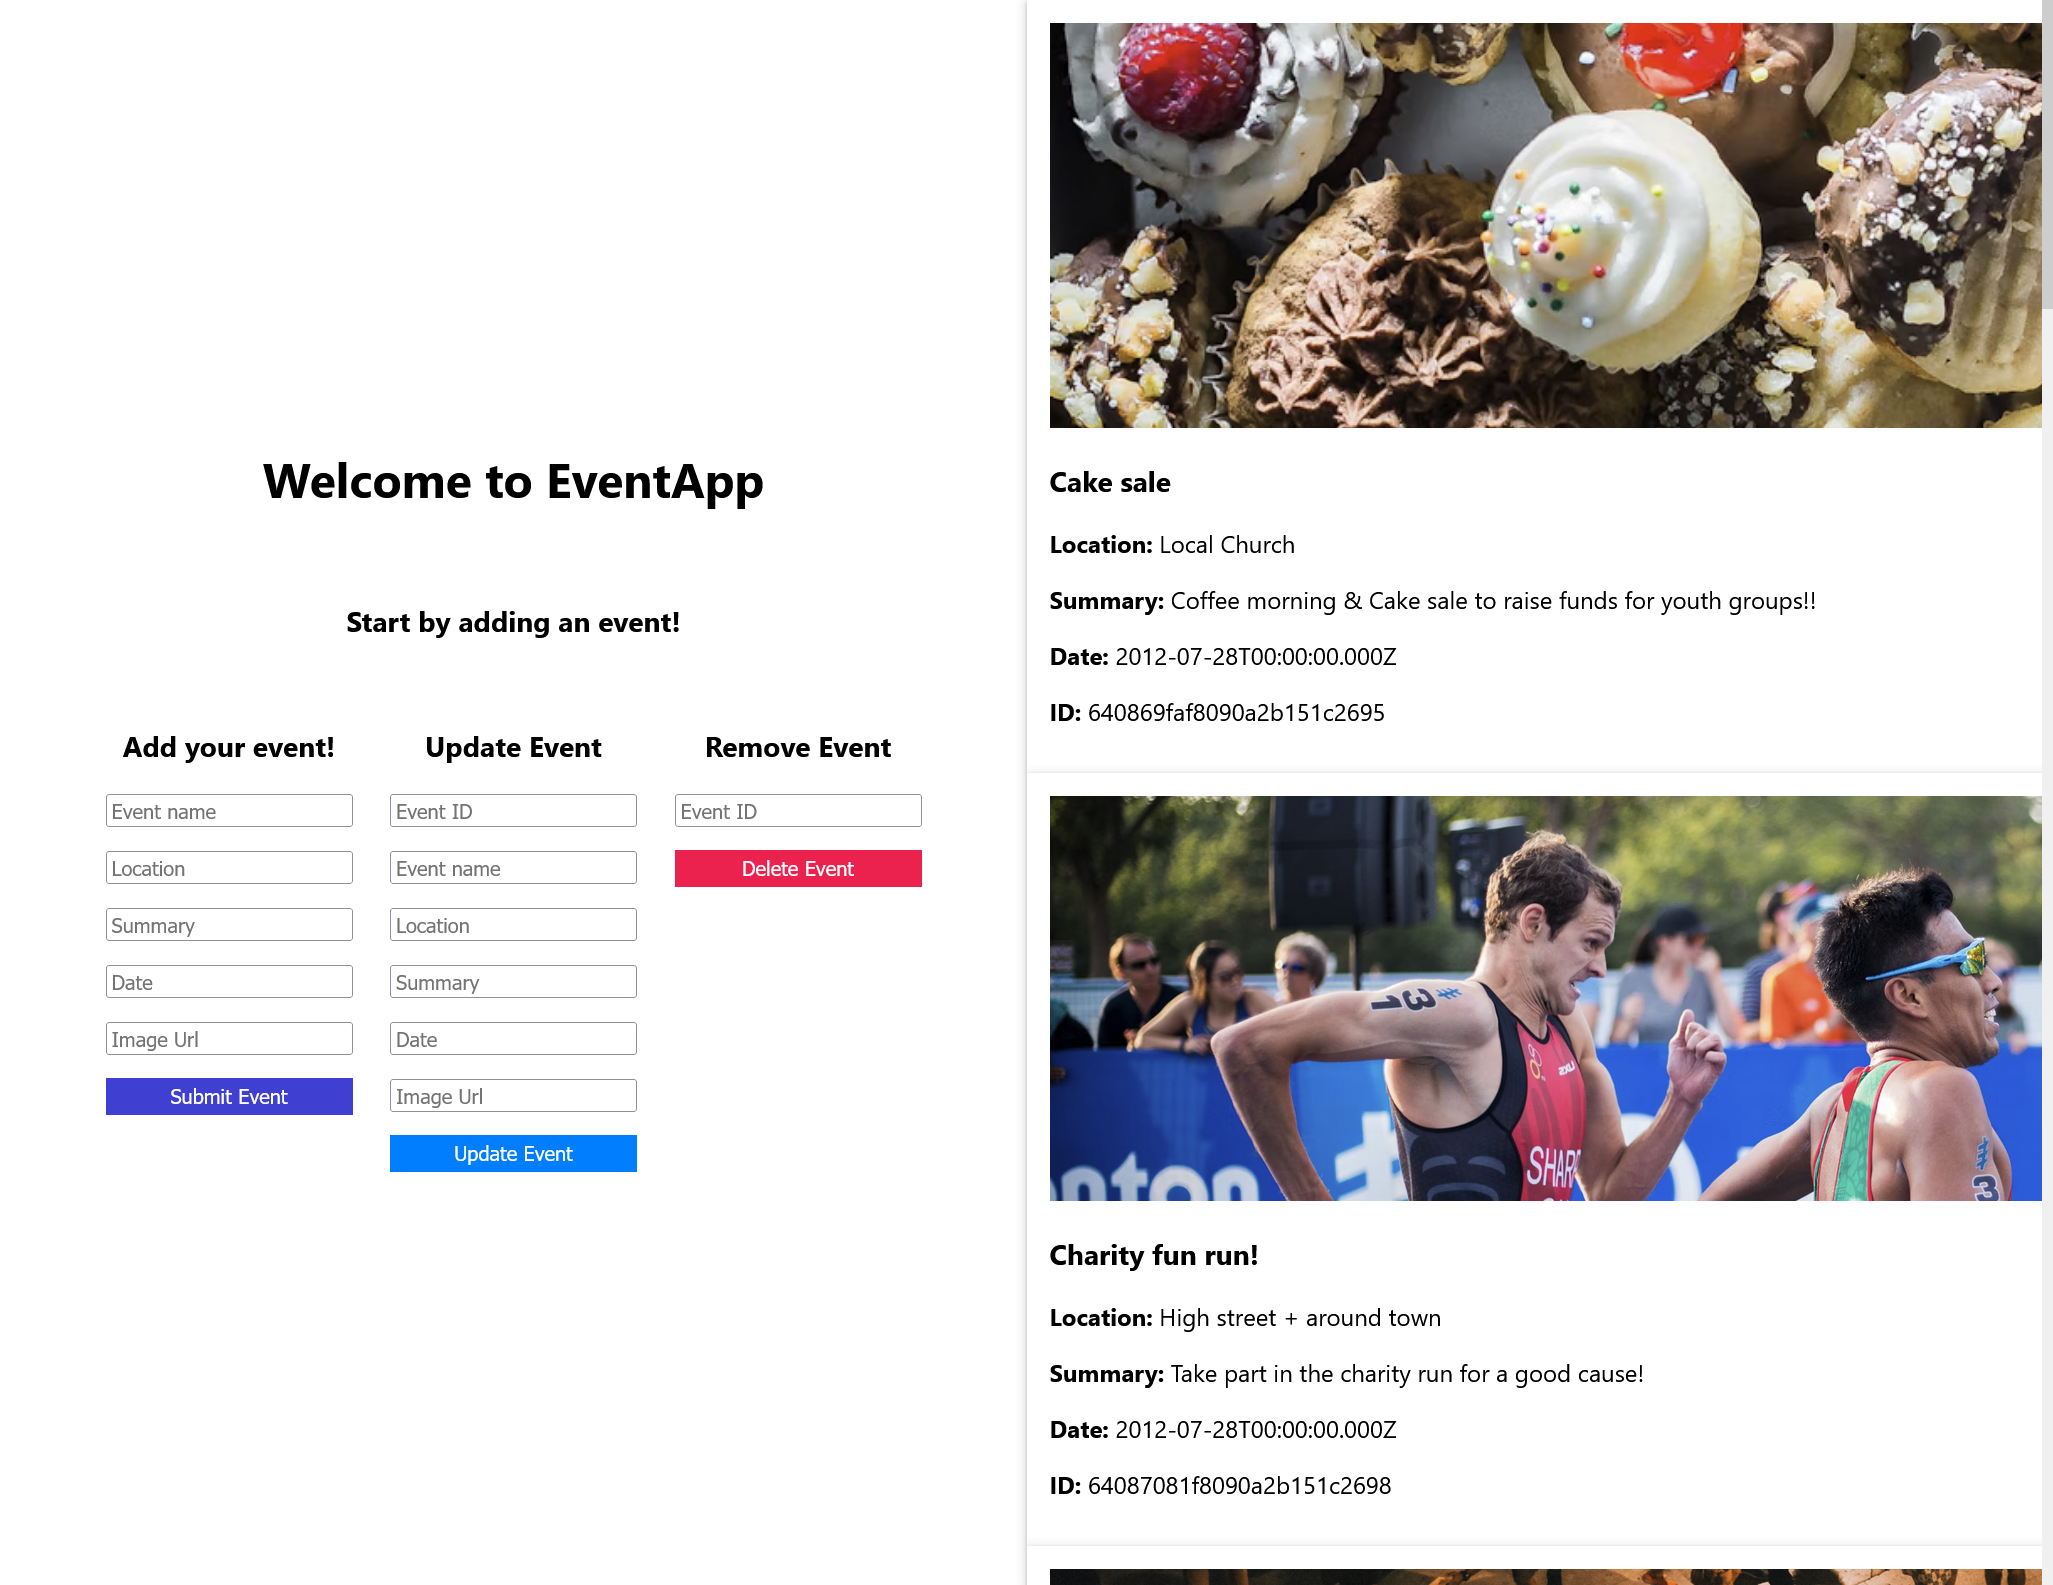 Welcome to EventApp
Start by adding an event!
Add your event!
Event name
Location
Summary
Date
Image Url
Submit Event
Update Event
Event ID
Event name
Location
Summary
Date
Image Url
Update Event
Remove Event
Event ID
Delete Event
Cake sale
Location: Local Church
Summary: Coffee morning & Cake sale to raise funds for youth groups!!
Date: 2012-07-28T00:00:00.000Z
ID: 640869faf8090a2b151c2695
#31
SHARP
nton
#3
Charity fun run!
Location: High street + around town
Summary: Take part in the charity run for a good cause!
Date: 2012-07-28T00:00:00.000Z
ID: 64087081f8090a2b151c2698